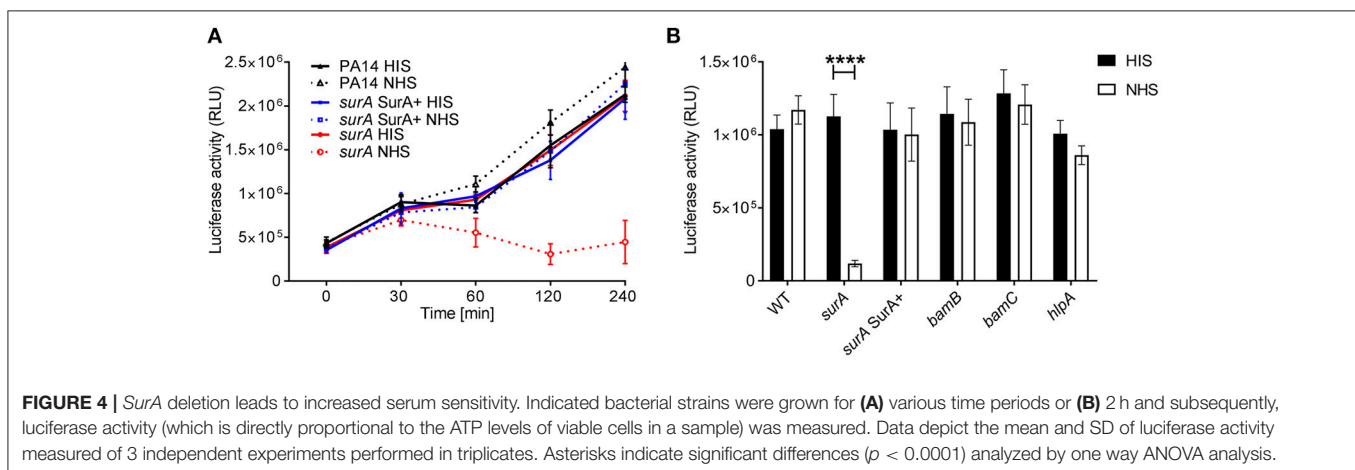 A
PA14 HIS
PA14 NHS
surA SurA+ HIS
surA SurA+ NHS
surA HIS
surA NHS
Luciferase activity (RLU)
2.5×10⁶
2×10⁶
1.5×10⁶
1×10⁶
5×10⁵
0
0 30 60 120 240
Time [min]
B
****
HIS
NHS
Luciferase activity (RLU)
1.5×10⁶
1×10⁶
5×10⁵
0
WT
surA
surA SurA+
bamB
bamC
hlpA
FIGURE 4 | SurA deletion leads to increased serum sensitivity. Indicated bacterial strains were grown for (A) various time periods or (B) 2 h and subsequently,
luciferase activity (which is directly proportional to the ATP levels of viable cells in a sample) was measured. Data depict the mean and SD of luciferase activity
measured of 3 independent experiments performed in triplicates. Asterisks indicate significant differences (p < 0.0001) analyzed by one way ANOVA analysis.